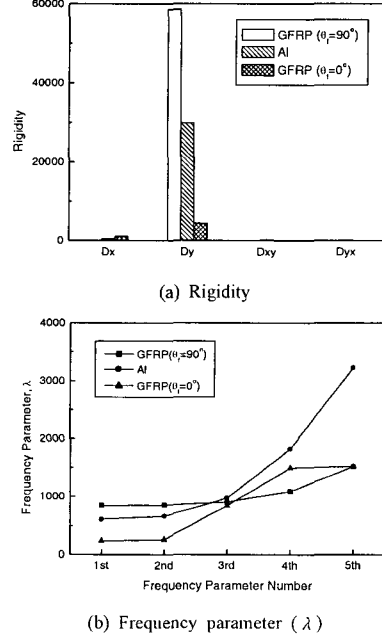 60000
40000
20000
0
Rigidity
GFRP (θf=90°)
Al
GFRP (θf=0°)
Dx Dy Dxy Dyx
(a) Rigidity
4000
3000
2000
1000
0
Frequency Parameter, λ
GFRP(θf=90°)
Al
GFRP(θf=0°)
1st 2nd 3rd 4th 5th
Frequency Parameter Number
(b) Frequency parameter ( λ )